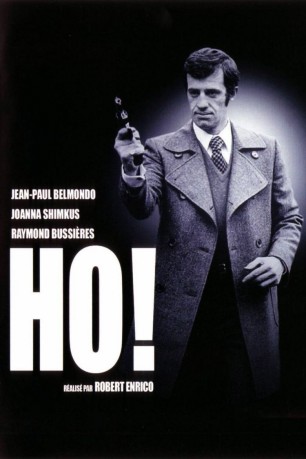 JEAN-PAUL BELMONDO
JOANNA SHIMKUS
RAYMOND BUSSIÈRES
HO!
RÉALISÉ PAR ROBERT ENRICO